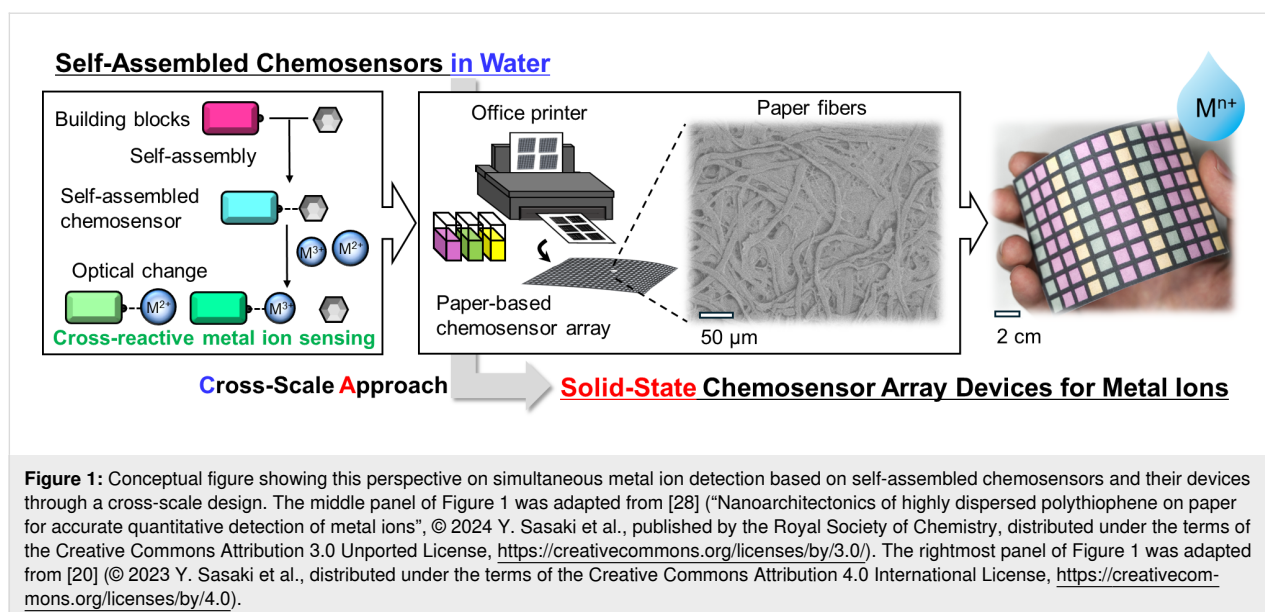 Self-Assembled Chemosensors in Water
Building blocks
Self-assembly
Self-assembled
chemosensor
M3+
M2+
Optical change
M2+
M3+
Cross-reactive metal ion sensing
Office printer
Paper-based
chemosensor array
Paper fibers
50 μm
Mn+
2 cm
Cross-Scale Approach
Solid-State Chemosensor Array Devices for Metal Ions
Figure 1: Conceptual figure showing this perspective on simultaneous metal ion detection based on self-assembled chemosensors and their devices
through a cross-scale design. The middle panel of Figure 1 was adapted from [28] (“Nanoarchitectonics of highly dispersed polythiophene on paper
for accurate quantitative detection of metal ions”, © 2024 Y. Sasaki et al., published by the Royal Society of Chemistry, distributed under the terms of
the Creative Commons Attribution 3.0 Unported License, https://creativecommons.org/licenses/by/3.0/). The rightmost panel of Figure 1 was adapted
from [20] (© 2023 Y. Sasaki et al., distributed under the terms of the Creative Commons Attribution 4.0 International License, https://creativecom-
mons.org/licenses/by/4.0).